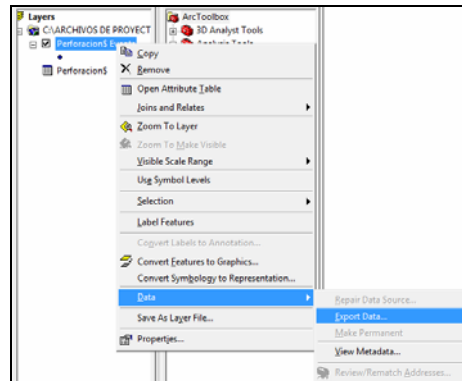 Layers
C:\ARCHIVOS DE PROYECT
Perforacion$ Events
Perforacion$
ArcToolbox
3D Analyst Tools
Analysis Tools
Copy
Remove
Open Attribute Table
Joins and Relates
Zoom To Layer
Zoom To Make Visible
Visible Scale Range
Use Symbol Levels
Selection
Label Features
Convert Labels to Annotation...
Convert Features to Graphics...
Convert Symbology to Representation...
Data
Save As Layer File...
Properties...
Repair Data Source...
Export Data...
Make Permanent
View Metadata...
Review/Rematch Addresses...